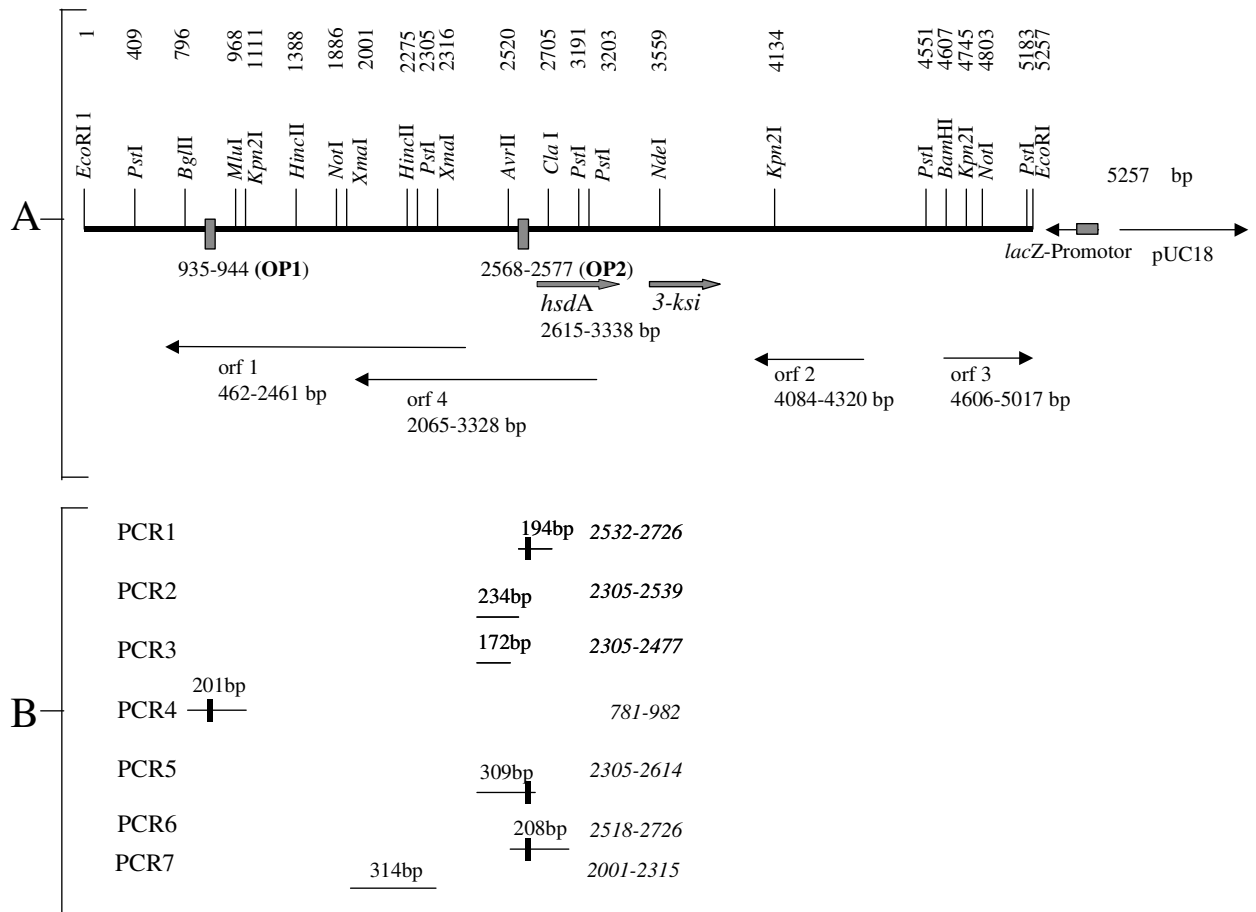 1 409 796 968 1111 1388 1886 2001 2275 2305 2316 2520 2705 3191 3203 3559 4134 4551 4607 4745 4803 5183 5257
EcoRI 1 PstI BglII MluI Kpn2I HincII NotI XmaI HincII PstI XmaI AvrII Cla I PstI PstI NdeI Kpn2I PstI BamHI Kpn2I NotI PstI EcoRI
5257 bp
A
lacZ-Promotor pUC18
935-944 (OP1) 2568-2577 (OP2)
hsdA 3-ksi
2615-3338 bp
orf 1
462-2461 bp
orf 4
2065-3328 bp
orf 2
4084-4320 bp
orf 3
4606-5017 bp
B
PCR1 194bp 2532-2726
PCR2 234bp 2305-2539
PCR3 172bp 2305-2477
PCR4 201bp 781-982
PCR5 309bp 2305-2614
PCR6 208bp 2518-2726
PCR7 314bp 2001-2315